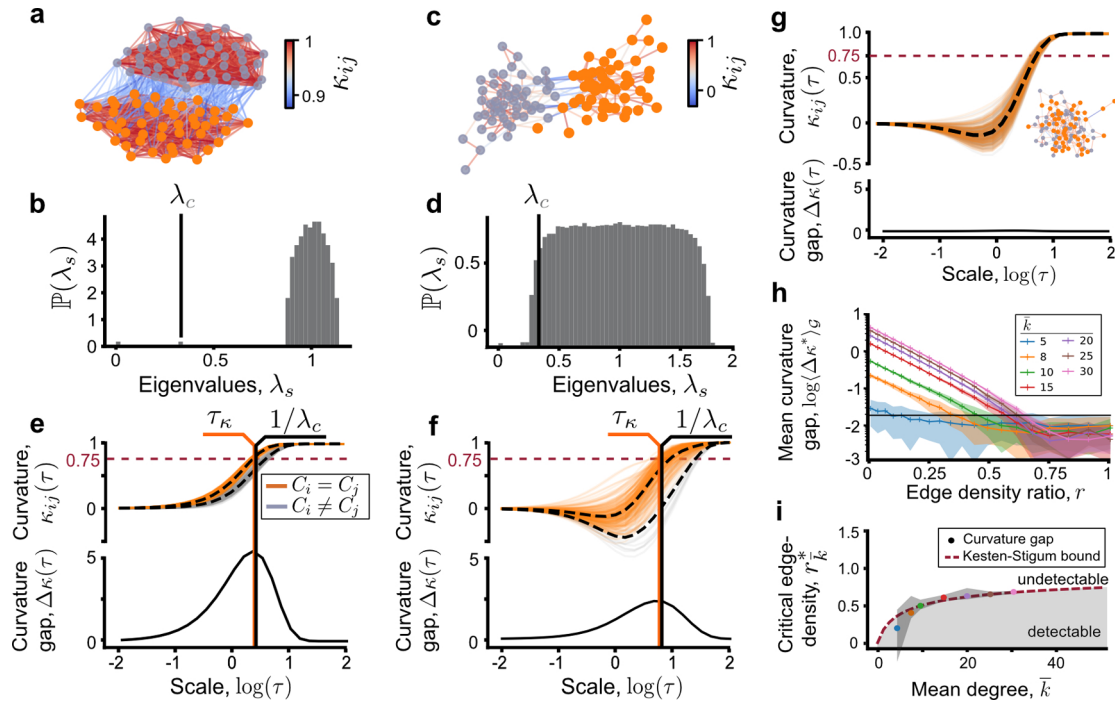 a
1
0.9
κij
b
λc
4
3
2
1
0
ℙ(λs)
0
0.5
1
Eigenvalues, λs
c
1
0
κij
d
λc
0.5
0
ℙ(λs)
0
0.5
1.0
1.5
2
Eigenvalues, λs
e
τκ
1/λc
1
0.75
0
Curvature,
κij(τ)
Ci = Cj
Ci ≠ Cj
5
0
Curvature
gap, Δκ(τ)
-2
-1
0
1
2
Scale, log(τ)
f
τκ
1/λc
1
0.75
0
Curvature,
κij(τ)
5
0
Curvature
gap, Δκ(τ)
-2
-1
0
1
2
Scale, log(τ)
g
1.0
0.75
0.5
0
-0.5
Curvature,
κij(τ)
5
0
Curvature
gap, Δκ(τ)
-2
-1
0
1
2
Scale, log(τ)
h
1
0
-1
-2
-3
Mean curvature
gap, log⟨Δκ*⟩𝒢
k̄
5
8
10
15
20
25
30
0
0.25
0.5
0.75
1
Edge density ratio, r
i
1.5
1.0
0.5
0
Critical edge-
density, r*k̄
Curvature gap
Kesten-Stigum bound
undetectable
detectable
0
10
20
30
40
Mean degree, k̄